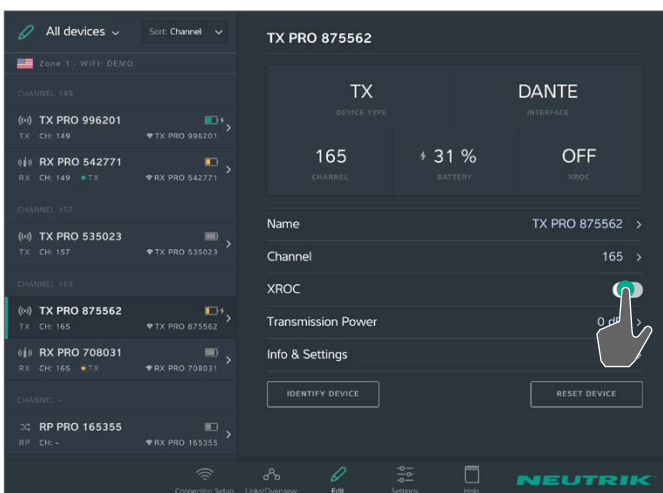 All devices
Sort: Channel
Zone 1 - WIFI: DEMO
CHANNEL 149
TX PRO 996201
TX CH: 149 TX PRO 996201
RX PRO 542771
RX CH: 149 TX RX PRO 542771
CHANNEL 157
TX PRO 535023
TX CH: 157 TX PRO 535023
CHANNEL 165
TX PRO 875562
TX CH: 165 TX PRO 875562
RX PRO 708031
RX CH: 165 TX RX PRO 708031
CHANNEL -
RP PRO 165355
RP CH: - RX PRO 165355
TX PRO 875562
TX
DEVICE TYPE
DANTE
INTERFACE
165
CHANNEL
31 %
BATTERY
OFF
XROC
Name TX PRO 875562
Channel 165
XROC
Transmission Power 0
Info & Settings
IDENTIFY DEVICE
RESET DEVICE
Connection Setup
Links/Overview
Edit
Settings
Help
NEUTRIK